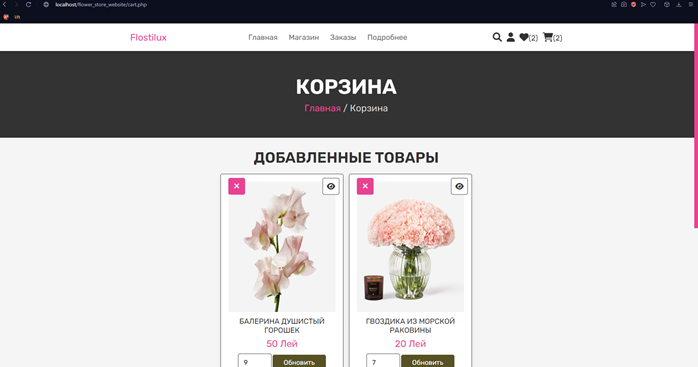 localhost/flower_store_website/cart.php
Flostilux
Главная Магазин Заказы Подробнее
(2) (2)
КОРЗИНА
Главная / Корзина
ДОБАВЛЕННЫЕ ТОВАРЫ
БАЛЕРИНА ДУШИСТЫЙ
ГОРОШЕК
50 Лей
9 Обновить
ГВОЗДИКА ИЗ МОРСКОЙ
РАКОВИНЫ
20 Лей
7 Обновить